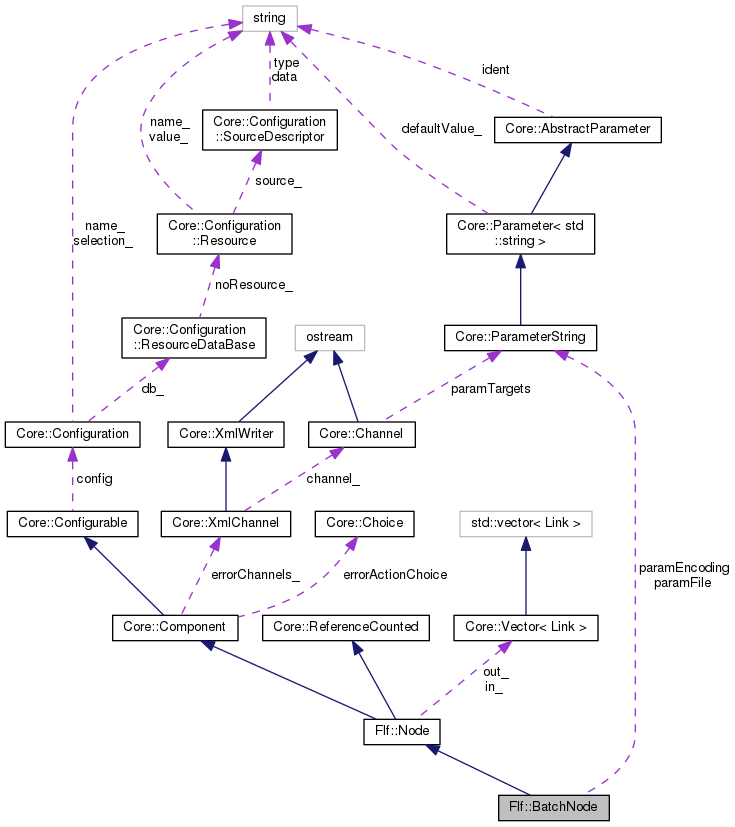 string
type
data
ident
name_
value_
Core::Configuration
::SourceDescriptor
defaultValue_
Core::AbstractParameter
source_
name_
selection_
Core::Configuration
::Resource
Core::Parameter< std
::string >
noResource_
Core::Configuration
::ResourceDataBase
ostream
Core::ParameterString
db_
paramTargets
Core::Configuration
Core::XmlWriter
Core::Channel
config
channel_
Core::Configurable
Core::XmlChannel
Core::Choice
std::vector< Link >
errorChannels_
errorActionChoice
paramEncoding
paramFile
Core::Component
Core::ReferenceCounted
Core::Vector< Link >
out_
in_
Flf::Node
Flf::BatchNode